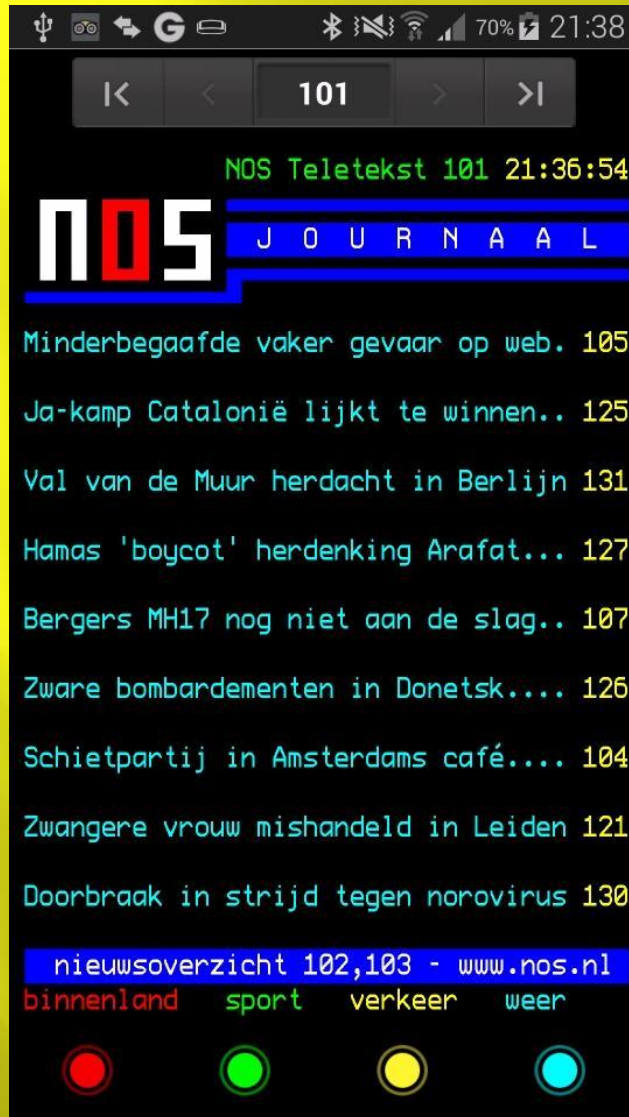 70% 21:38
101
NOS Teletekst 101 21:36:54
nos
JOURNAAL
Minderbegaafde vaker gevaar op web. 105
Ja-kamp Catalonië lijkt te winnen.. 125
Val van de Muur herdacht in Berlijn 131
Hamas 'boycot' herdenking Arafat... 127
Bergers MH17 nog niet aan de slag.. 107
Zware bombardementen in Donetsk.... 126
Schietpartij in Amsterdams café.... 104
Zwangere vrouw mishandeld in Leiden 121
Doorbraak in strijd tegen norovirus 130
nieuwsoverzicht 102,103 - www.nos.nl
binnenland sport verkeer weer